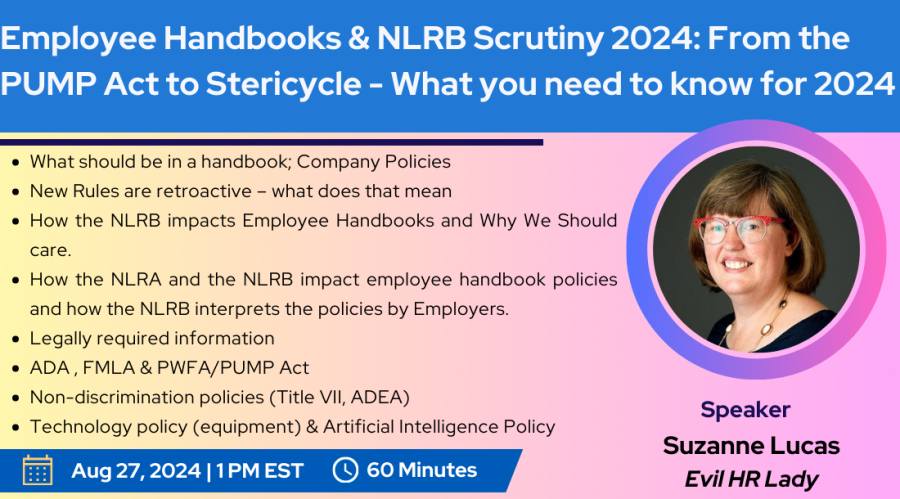 Employee Handbooks & NLRB Scrutiny 2024: From the
PUMP Act to Stericycle - What you need to know for 2024
• What should be in a handbook; Company Policies
• New Rules are retroactive – what does that mean
• How the NLRB impacts Employee Handbooks and Why We Should
care.
• How the NLRA and the NLRB impact employee handbook policies
and how the NLRB interprets the policies by Employers.
• Legally required information
• ADA , FMLA & PWFA/PUMP Act
• Non-discrimination policies (Title VII, ADEA)
• Technology policy (equipment) & Artificial Intelligence Policy
Aug 27, 2024 | 1 PM EST
60 Minutes
Speaker
Suzanne Lucas
Evil HR Lady